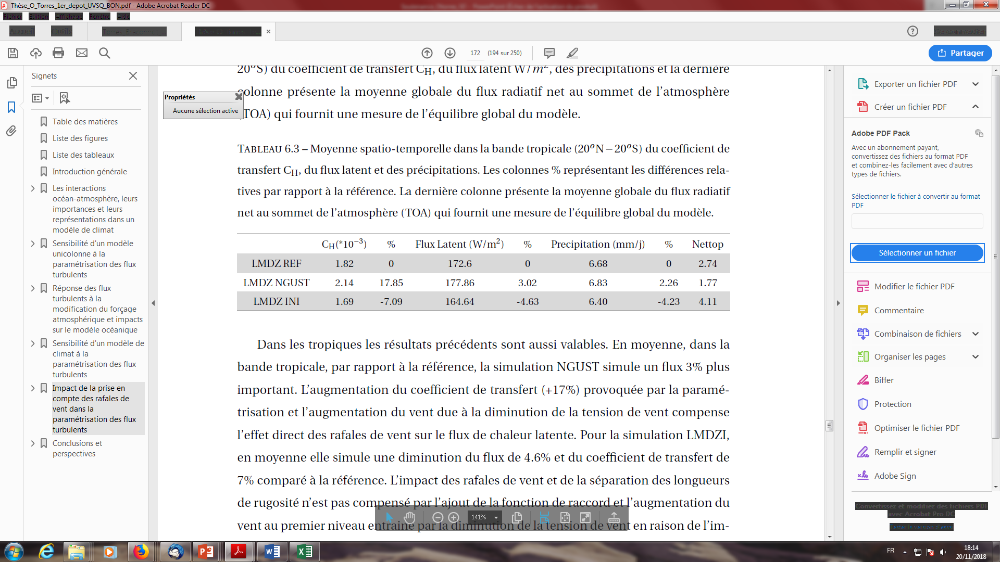 Thèse_O_Torres_1er_depot_UVSQ_BON.pdf - Adobe Acrobat Reader DC
Fichier Edition Affichage Fenêtre Aide
Accueil Outils
172 (194 sur 250)
Partager
Signets
Table des matières
Liste des figures
Liste des tableaux
Introduction générale
Les interactions
océan-atmosphère, leurs
importances et leurs
représentations dans un
modèle de climat
Sensibilité d'un modèle
unicolonne à la
paramétrisation des flux
turbulents
Réponse des flux
turbulents à la
modification du forçage
atmosphérique et impacts
sur le modèle océanique
Sensibilité d'un modèle de
climat à la
paramétrisation des flux
turbulents
Impact de la prise en
compte des rafales de
vent dans la
paramétrisation des flux
turbulents
Conclusions et
perspectives
Propriétés
Aucune sélection active
20°S) du coefficient de transfert CH, du flux latent W/m², des précipitations et la dernière
colonne présente la moyenne globale du flux radiatif net au sommet de l'atmosphère
TOA) qui fournit une mesure de l'équilibre global du modèle.
TABLEAU 6.3 – Moyenne spatio-temporelle dans la bande tropicale (20°N – 20°S) du coefficient de
transfert CH, du flux latent et des précipitations. Les colonnes % représentant les différences rela-
tives par rapport à la référence. La dernière colonne présente la moyenne globale du flux radiatif
net au sommet de l'atmosphère (TOA) qui fournit une mesure de l'équilibre global du modèle.
CH(*10⁻³) % Flux Latent (W/m²) % Precipitation (mm/j) % Nettop
LMDZ REF 1.82 0 172.6 0 6.68 0 2.74
LMDZ NGUST 2.14 17.85 177.86 3.02 6.83 2.26 1.77
LMDZ INI 1.69 -7.09 164.64 -4.63 6.40 -4.23 4.11
Dans les tropiques les résultats précédents sont aussi valables. En moyenne, dans la
bande tropicale, par rapport à la référence, la simulation NGUST simule un flux 3% plus
important. L'augmentation du coefficient de transfert (+17%) provoquée par la paramé-
trisation et l'augmentation du vent due à la diminution de la tension de vent compense
l'effet direct des rafales de vent sur le flux de chaleur latente. Pour la simulation LMDZI,
en moyenne elle simule une diminution du flux de 4.6% et du coefficient de transfert de
7% comparé à la référence. L'impact des rafales de vent et de la séparation des longueurs
de rugosité n'est pas compensé par l'ajout de la fonction de raccord et l'augmentation du
vent au premier niveau entraine par la diminution de la tension de vent en raison de l'im-
141%
Exporter un fichier PDF
Créer un fichier PDF
Adobe PDF Pack
Avec un abonnement payant,
convertissez des fichiers au format PDF
et combinez-les facilement avec d'autres
types de fichiers.
Sélectionner le fichier à convertir au format
PDF
Sélectionner un fichier
Modifier le fichier PDF
Commentaire
Combinaison de fichiers
Organiser les pages
Biffer
Protection
Optimiser le fichier PDF
Remplir et signer
Adobe Sign
Convertissez et modifiez des fichiers PDF
avec Acrobat Pro DC
Tester la version d'essai
FR
18:14
20/11/2018